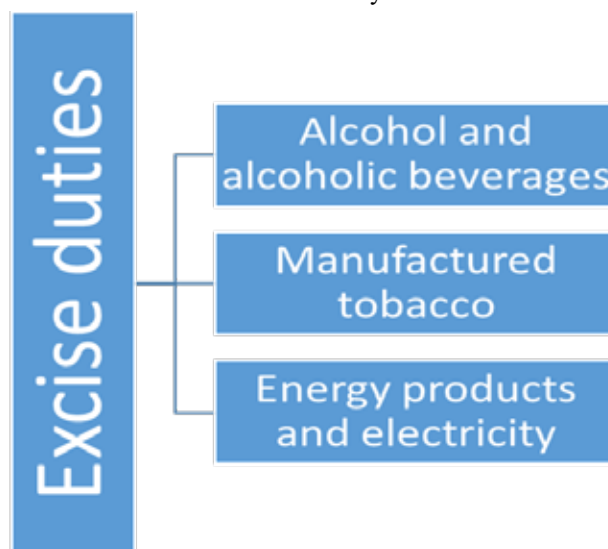 Excise duties
Alcohol and
alcoholic beverages
Manufactured
tobacco
Energy products
and electricity